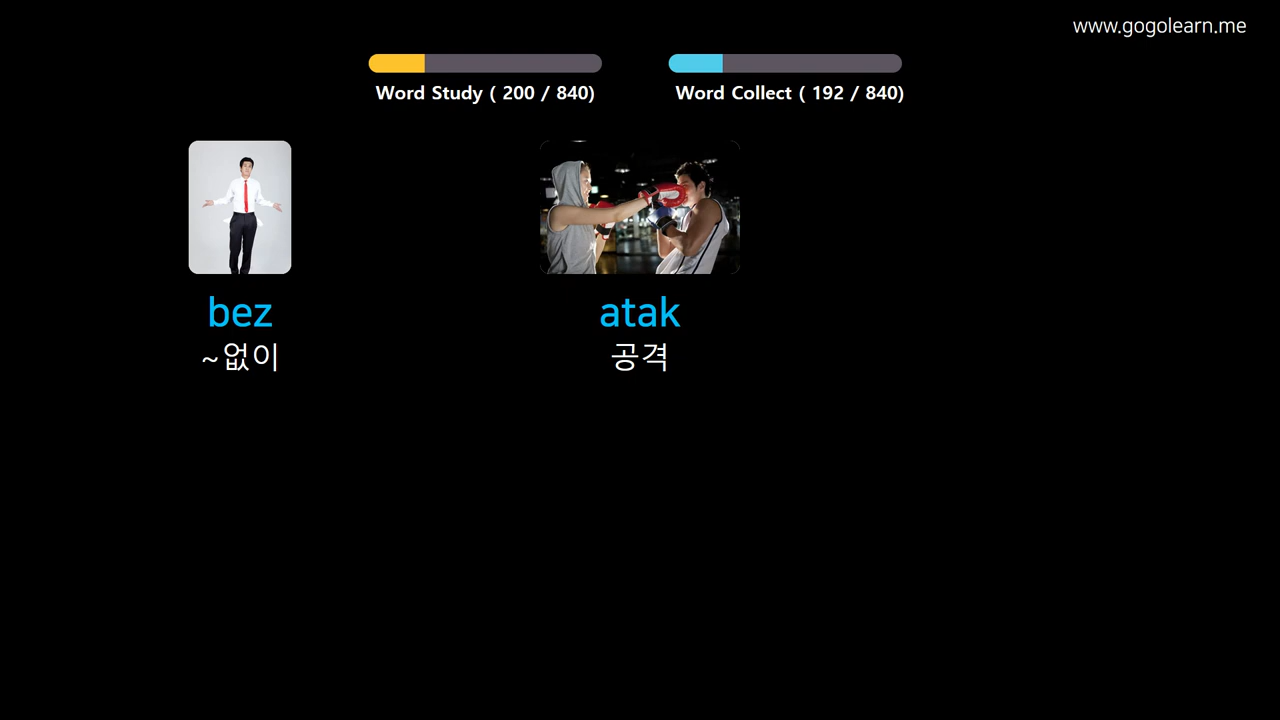 www.gogolearn.me
Word Study ( 200 / 840)
Word Collect ( 192 / 840)
bez
~없이
atak
공격